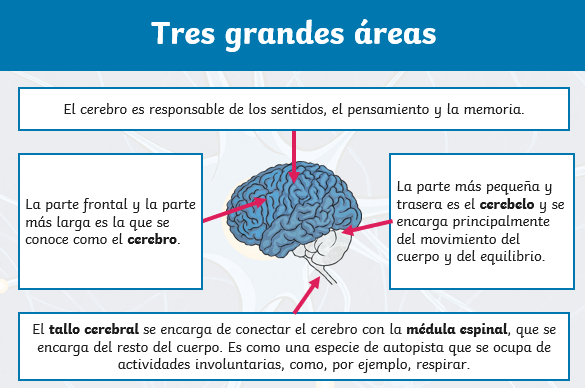 Tres grandes áreas
El cerebro es responsable de los sentidos, el pensamiento y la memoria.
La parte frontal y la parte
más larga es la que se
conoce como el cerebro.
La parte más pequeña y
trasera es el cerebelo y se
encarga principalmente
del movimiento del
cuerpo y del equilibrio.
El tallo cerebral se encarga de conectar el cerebro con la médula espinal, que se
encarga del resto del cuerpo. Es como una especie de autopista que se ocupa de
actividades involuntarias, como, por ejemplo, respirar.